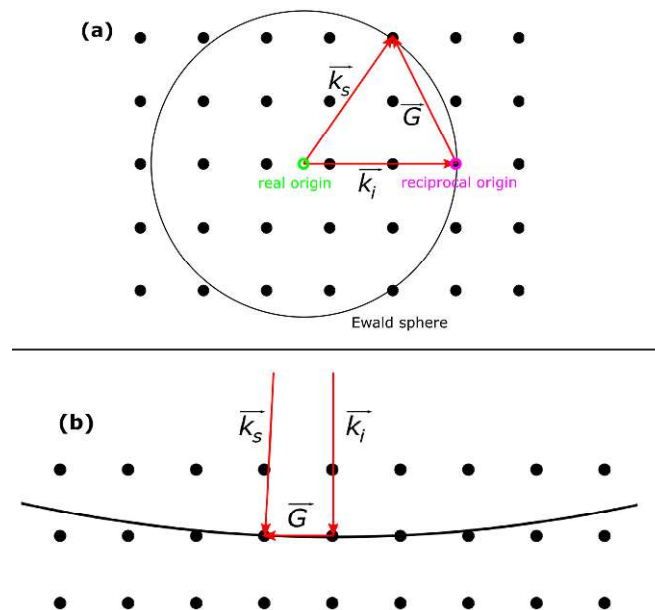 (a)
k_s
G
real origin
k_i
reciprocal origin
Ewald sphere
(b)
k_s
k_i
G